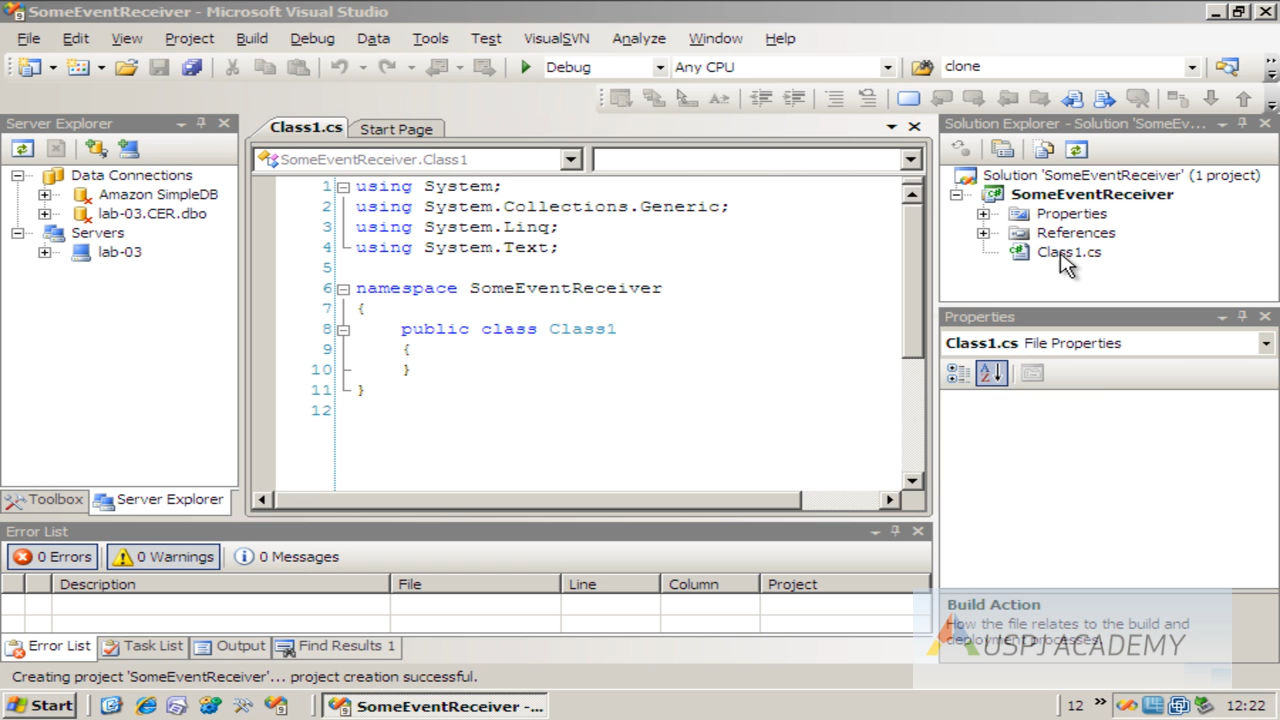 SomeEventReceiver - Microsoft Visual Studio
File Edit View Project Build Debug Data Tools Test VisualSVN Analyze Window Help
Debug Any CPU clone
Server Explorer
Data Connections
Amazon SimpleDB
lab-03.CER.dbo
Servers
lab-03
Toolbox Server Explorer
Class1.cs Start Page
SomeEventReceiver.Class1
1 using System;
2 using System.Collections.Generic;
3 using System.Linq;
4 using System.Text;
5
6 namespace SomeEventReceiver
7 {
8 public class Class1
9 {
10 }
11 }
12
Solution Explorer - Solution 'SomeEv...
Solution 'SomeEventReceiver' (1 project)
SomeEventReceiver
Properties
References
Class1.cs
Properties
Class1.cs File Properties
Build Action
How the file relates to the build and
deployment processes.
AUSPJ ACADEMY
Error List
0 Errors 0 Warnings 0 Messages
Description File Line Column Project
Error List Task List Output Find Results 1
Creating project 'SomeEventReceiver'... project creation successful.
Start SomeEventReceiver -... 12 » 12:22